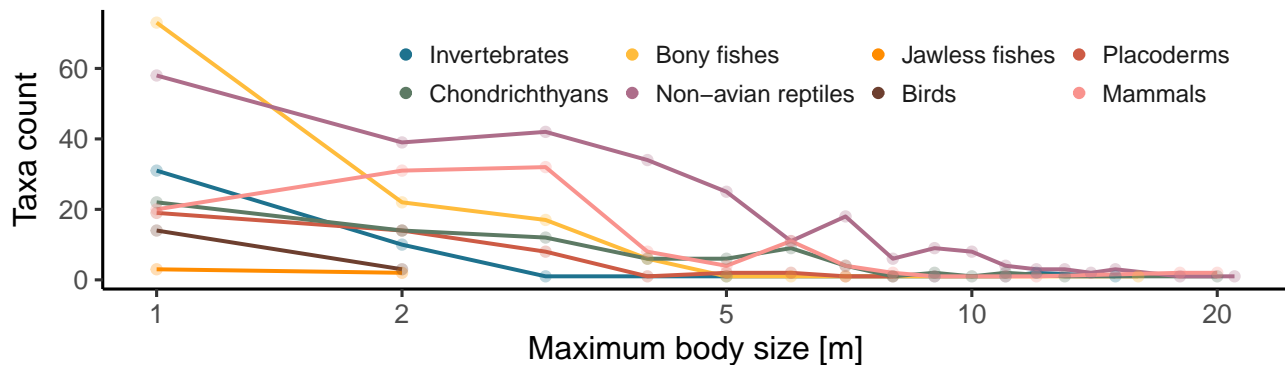 Taxa count
60
40
20
0
Invertebrates Bony fishes Jawless fishes Placoderms
Chondrichthyans Non−avian reptiles Birds Mammals
1 2 5 10 20
Maximum body size [m]